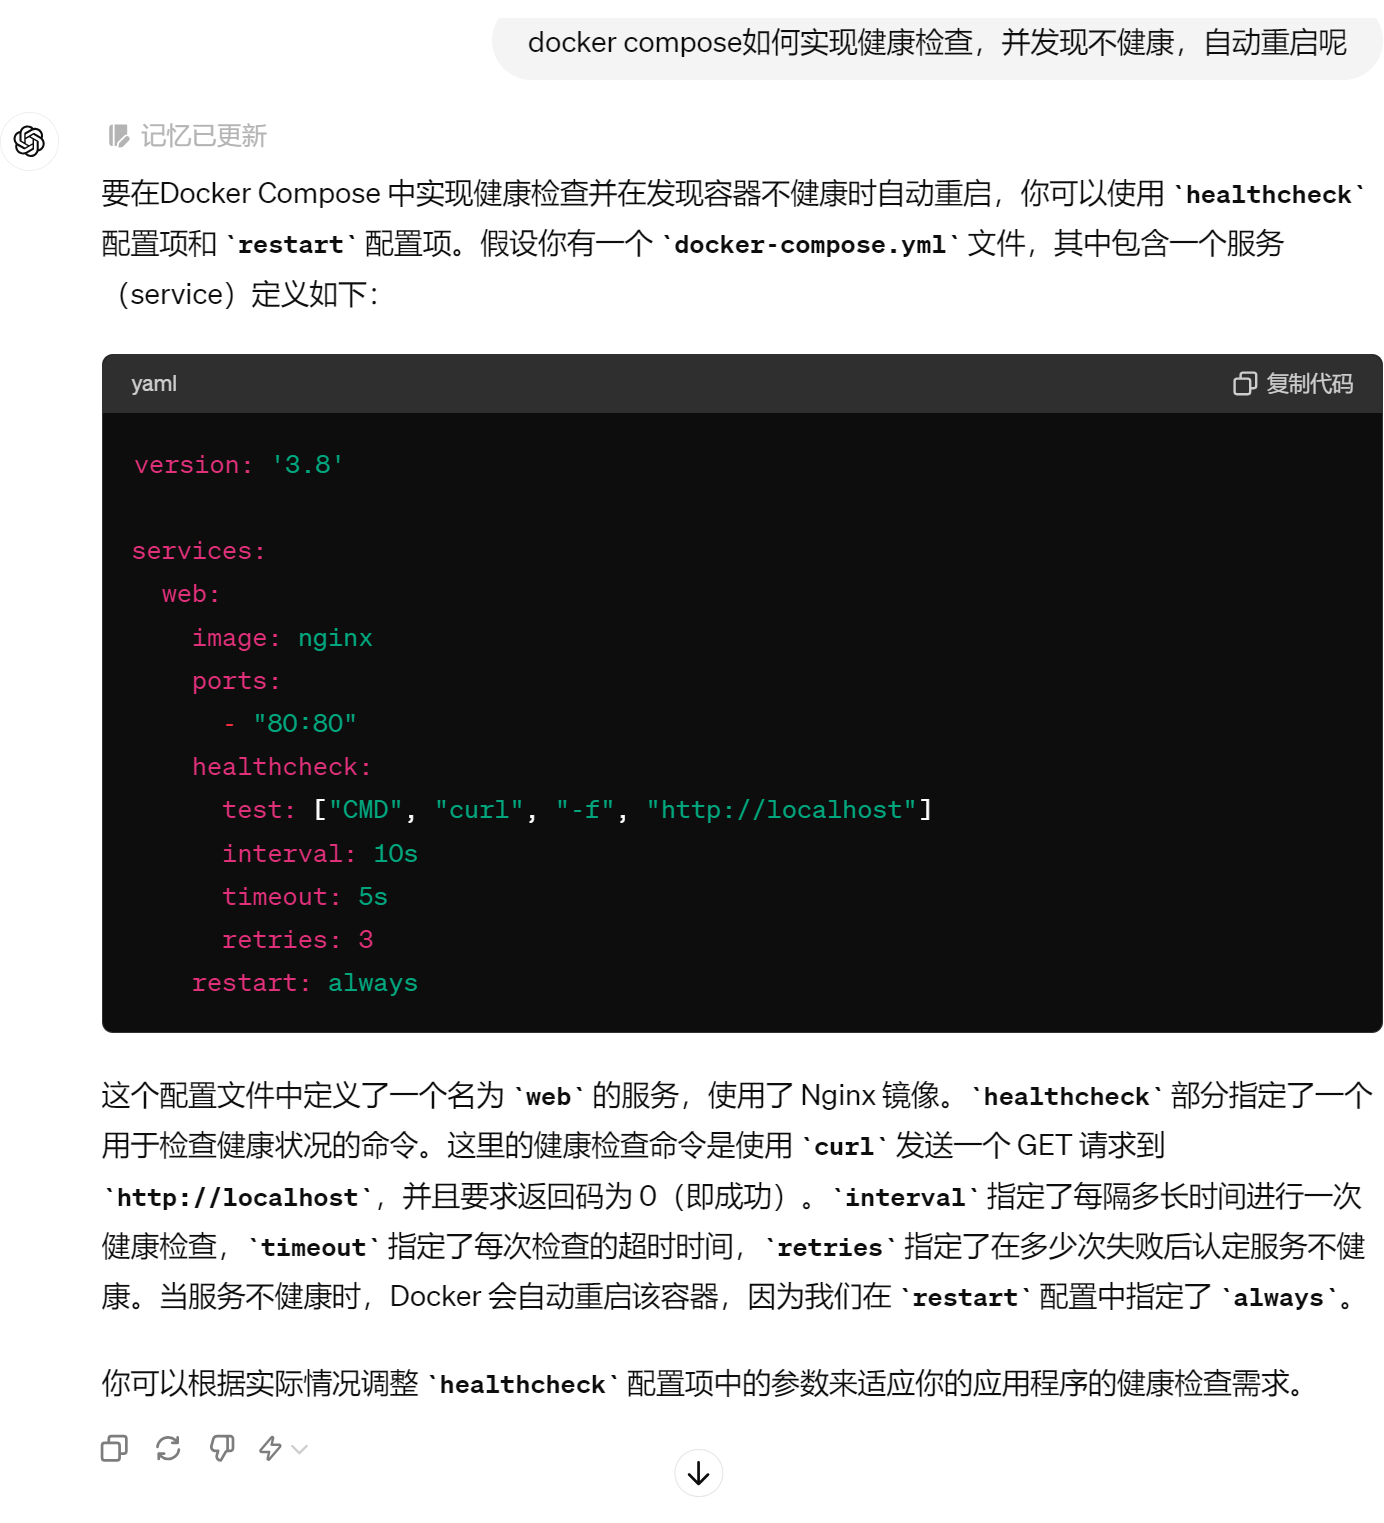 docker compose如何实现健康检查，并发现不健康，自动重启呢
记忆已更新
要在Docker Compose 中实现健康检查并在发现容器不健康时自动重启，你可以使用 `healthcheck`
配置项和 `restart` 配置项。假设你有一个 `docker-compose.yml` 文件，其中包含一个服务
（service）定义如下：
yaml
复制代码
version: '3.8'
services:
  web:
    image: nginx
    ports:
      - "80:80"
    healthcheck:
      test: ["CMD", "curl", "-f", "http://localhost"]
      interval: 10s
      timeout: 5s
      retries: 3
    restart: always
这个配置文件中定义了一个名为 `web` 的服务，使用了 Nginx 镜像。`healthcheck` 部分指定了一个
用于检查健康状况的命令。这里的健康检查命令是使用 `curl` 发送一个 GET 请求到
`http://localhost`，并且要求返回码为 0（即成功）。`interval` 指定了每隔多长时间进行一次
健康检查，`timeout` 指定了每次检查的超时时间，`retries` 指定了在多少次失败后认定服务不健
康。当服务不健康时，Docker 会自动重启该容器，因为我们在 `restart` 配置中指定了 `always`。
你可以根据实际情况调整 `healthcheck` 配置项中的参数来适应你的应用程序的健康检查需求。